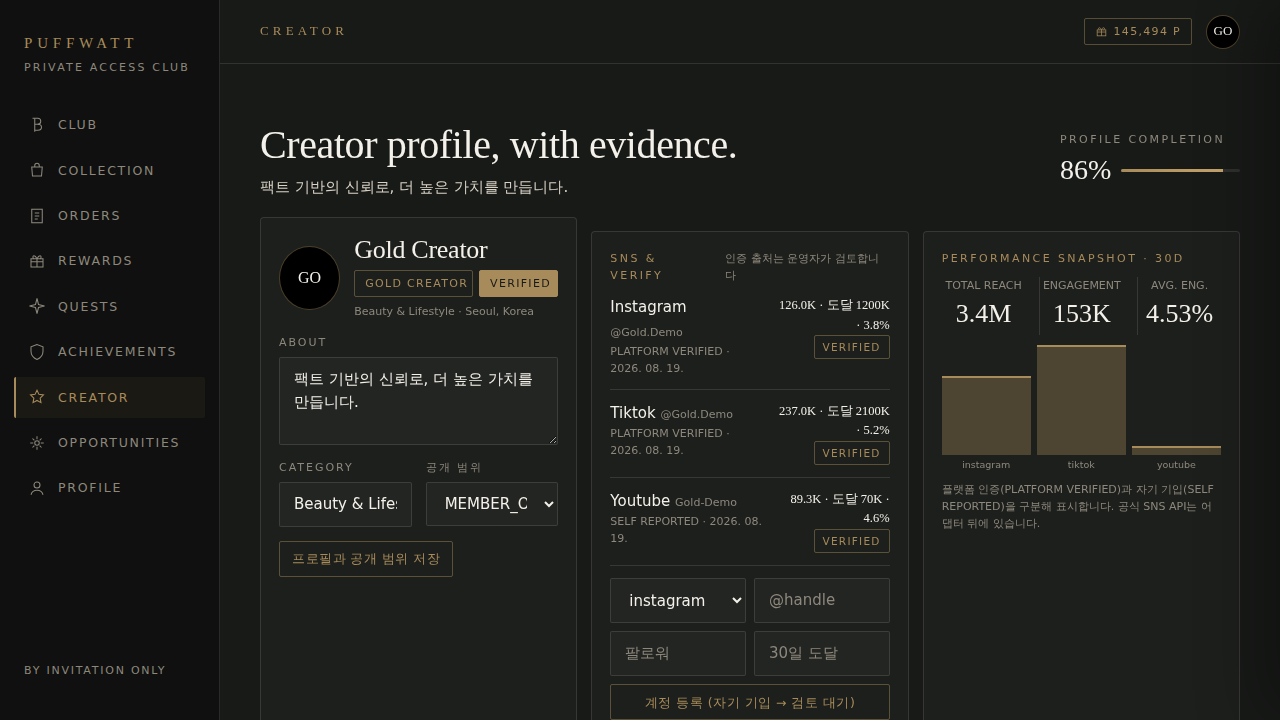 PUFFWATT
PRIVATE ACCESS CLUB
CLUB
COLLECTION
ORDERS
REWARDS
QUESTS
ACHIEVEMENTS
CREATOR
OPPORTUNITIES
PROFILE
BY INVITATION ONLY
CREATOR
145,494 P
GO
Creator profile, with evidence.
팩트 기반의 신뢰로, 더 높은 가치를 만듭니다.
PROFILE COMPLETION
86%
GO
Gold Creator
GOLD CREATOR
VERIFIED
Beauty & Lifestyle · Seoul, Korea
ABOUT
팩트 기반의 신뢰로, 더 높은 가치를
만듭니다.
CATEGORY
공개 범위
Beauty & Lifes
MEMBER_O
프로필과 공개 범위 저장
SNS &
VERIFY
인증 출처는 운영자가 검토합니
다
Instagram
@Gold.Demo
PLATFORM VERIFIED ·
2026. 08. 19.
126.0K · 도달 1200K
· 3.8%
VERIFIED
Tiktok @Gold.Demo
PLATFORM VERIFIED ·
2026. 08. 19.
237.0K · 도달 2100K
· 5.2%
VERIFIED
Youtube Gold-Demo
SELF REPORTED · 2026. 08.
19.
89.3K · 도달 70K ·
4.6%
VERIFIED
instagram
@handle
팔로워
30일 도달
계정 등록 (자기 기입 → 검토 대기)
PERFORMANCE SNAPSHOT · 30D
TOTAL REACH
3.4M
ENGAGEMENT
153K
AVG. ENG.
4.53%
instagram
tiktok
youtube
플랫폼 인증(PLATFORM VERIFIED)과 자기 기입(SELF
REPORTED)을 구분해 표시합니다. 공식 SNS API는 어
댑터 뒤에 있습니다.